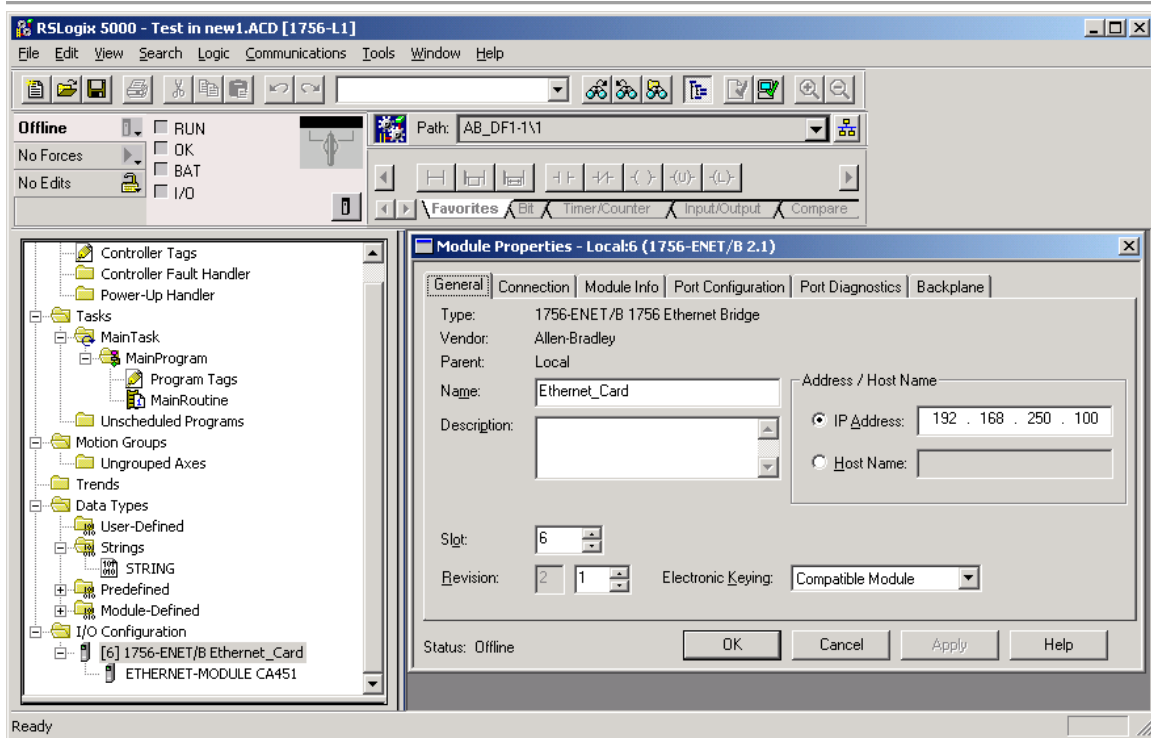 RSLogix 5000 - Test in new1.ACD [1756-L1]
File Edit View Search Logic Communications Tools Window Help
Offline
RUN
No Forces
OK
No Edits
BAT
I/O
Path: AB_DF1-1\1
Favorites Bit Timer/Counter Input/Output Compare
Controller Tags
Controller Fault Handler
Power-Up Handler
Tasks
MainTask
MainProgram
Program Tags
MainRoutine
Unscheduled Programs
Motion Groups
Ungrouped Axes
Trends
Data Types
User-Defined
Strings
STRING
Predefined
Module-Defined
I/O Configuration
[6] 1756-ENET/B Ethernet_Card
ETHERNET-MODULE CA451
Module Properties - Local:6 (1756-ENET/B 2.1)
General Connection Module Info Port Configuration Port Diagnostics Backplane
Type: 1756-ENET/B 1756 Ethernet Bridge
Vendor: Allen-Bradley
Parent: Local
Name: Ethernet_Card
Description:
Address / Host Name
IP Address: 192 . 168 . 250 . 100
Host Name:
Slot: 6
Revision: 2 1 Electronic Keying: Compatible Module
Status: Offline OK Cancel Apply Help
Ready